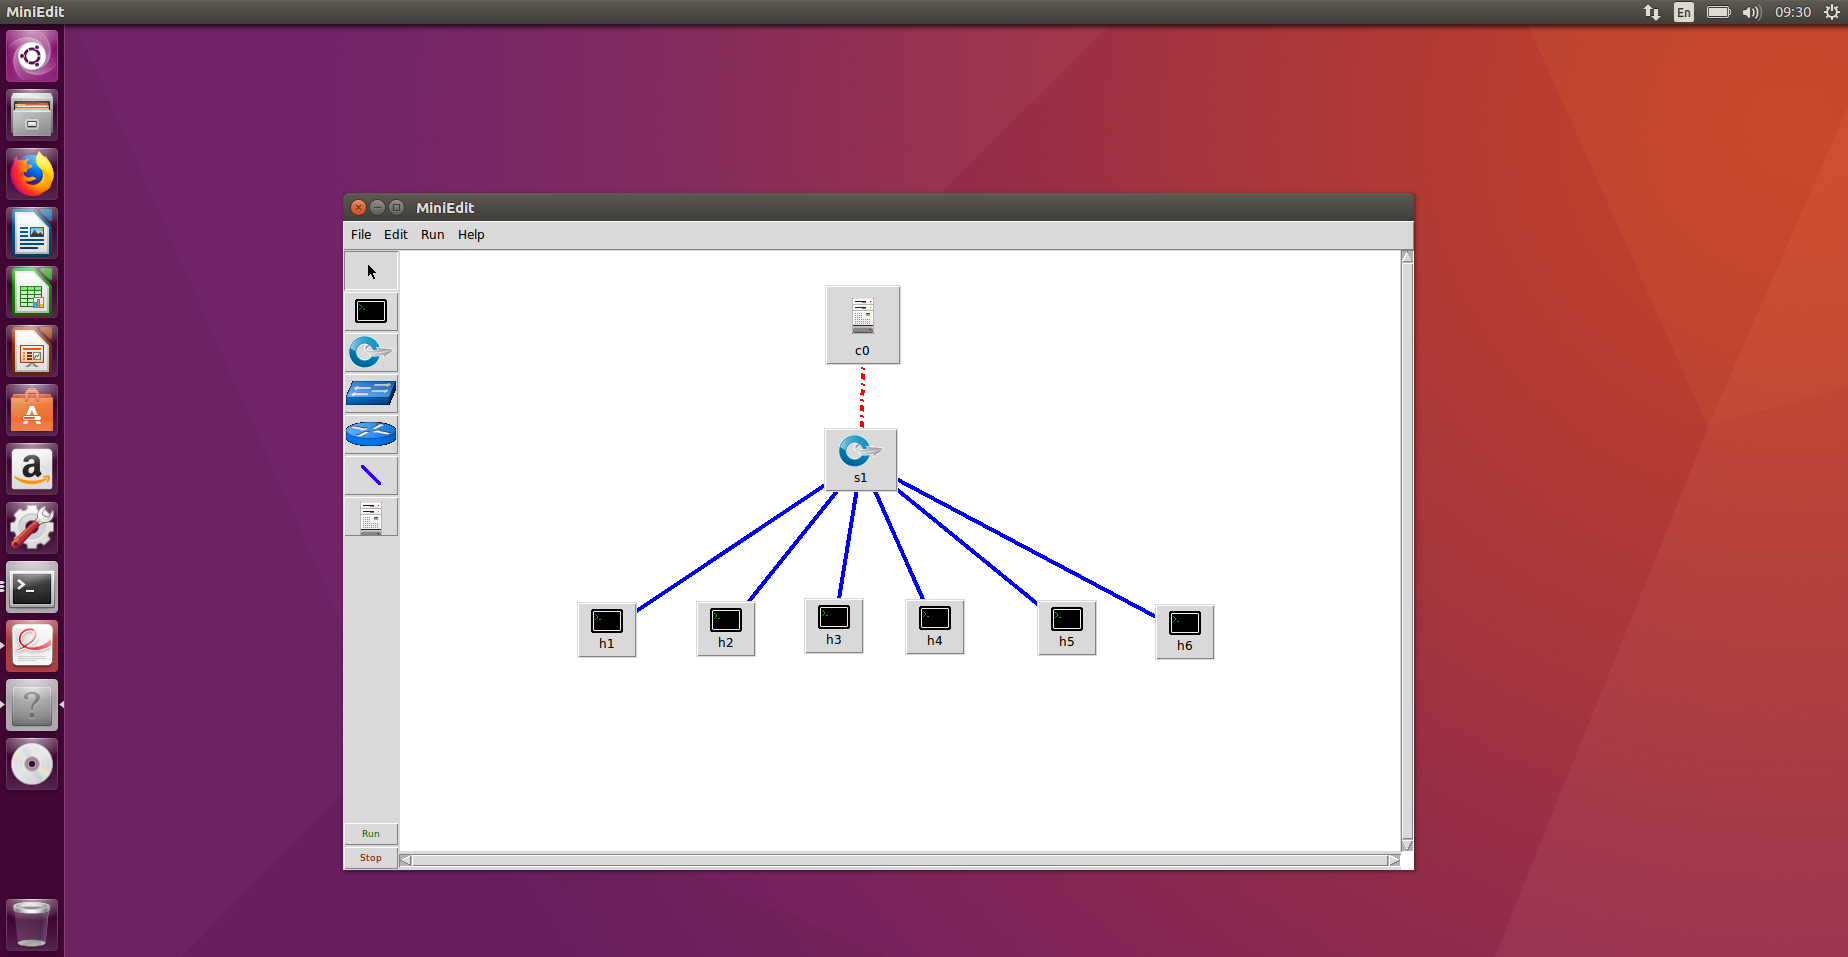 MiniEdit
En
09:30
MiniEdit
File Edit Run Help
c0
s1
h1 h2 h3 h4 h5 h6
Run
Stop